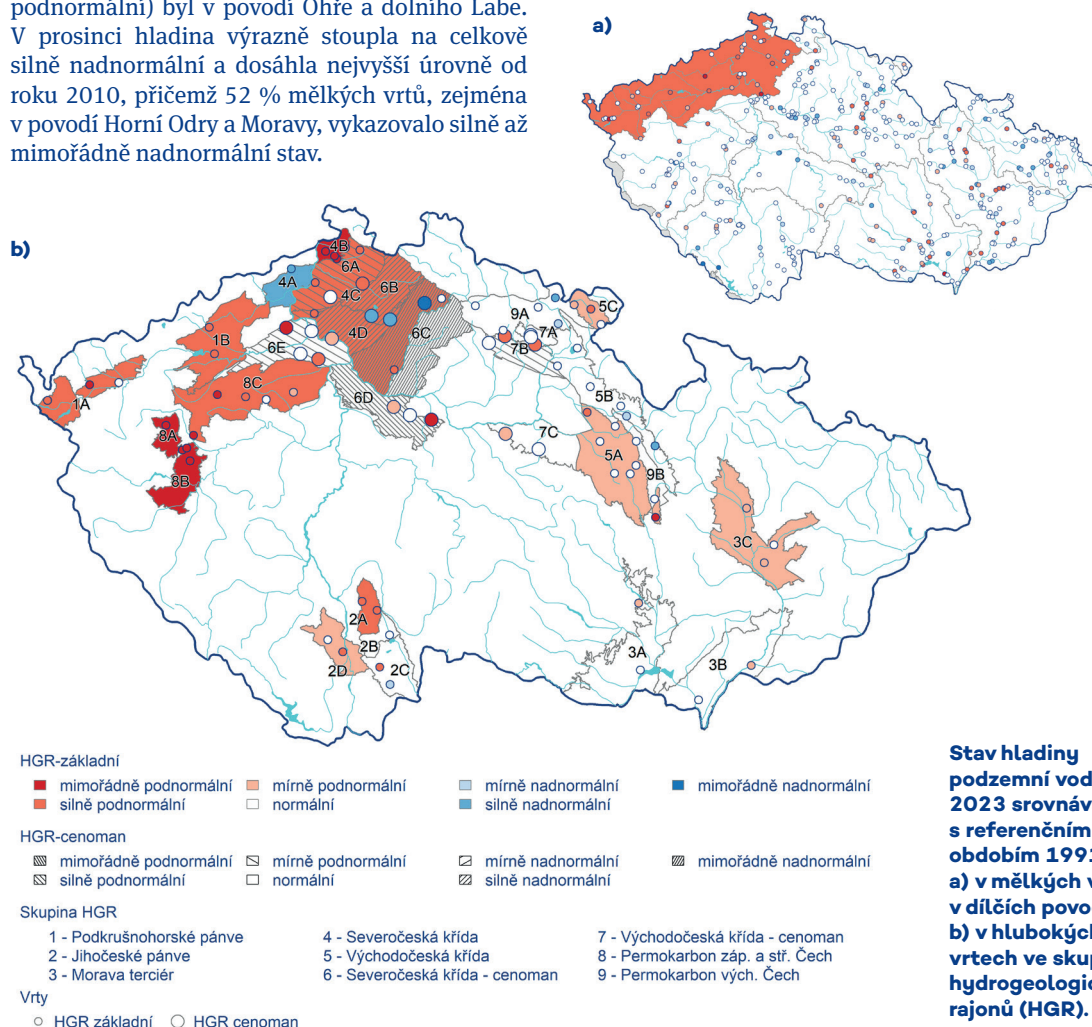 podnormální) byl v povodí Ohře a dolního Labe.
V prosinci hladina výrazně stoupla na celkově
silně nadnormální a dosáhla nejvyšší úrovně od
roku 2010, přičemž 52 % mělkých vrtů, zejména
v povodí Horní Odry a Moravy, vykazovalo silně až
mimořádně nadnormální stav.
a)
b)
4B
6A
4A
6B
4C
5C
9A
4D
6C
7A
1B
6E
7B
8C
1A
6D
5B
8A
7C
5A
8B
9B
3C
2A
2B
3A
2D
2C
3B
HGR-základní
mimořádně podnormální
mírně podnormální
mírně nadnormální
mimořádně nadnormální
silně podnormální
normální
silně nadnormální
HGR-cenoman
mimořádně podnormální
mírně podnormální
mírně nadnormální
mimořádně nadnormální
silně podnormální
normální
silně nadnormální
Skupina HGR
1 - Podkrušnohorské pánve
4 - Severočeská křída
7 - Východočeská křída - cenoman
2 - Jihočeské pánve
5 - Východočeská křída
8 - Permokarbon záp. a stř. Čech
3 - Morava terciér
6 - Severočeská křída - cenoman
9 - Permokarbon vých. Čech
Vrty
HGR základní
HGR cenoman
Stav hladiny
podzemní vod
2023 srovnáv
s referenčním
obdobím 199
a) v mělkých v
v dílčích povo
b) v hlubokých
vrtech ve skup
hydrogeologic
rajonů (HGR).